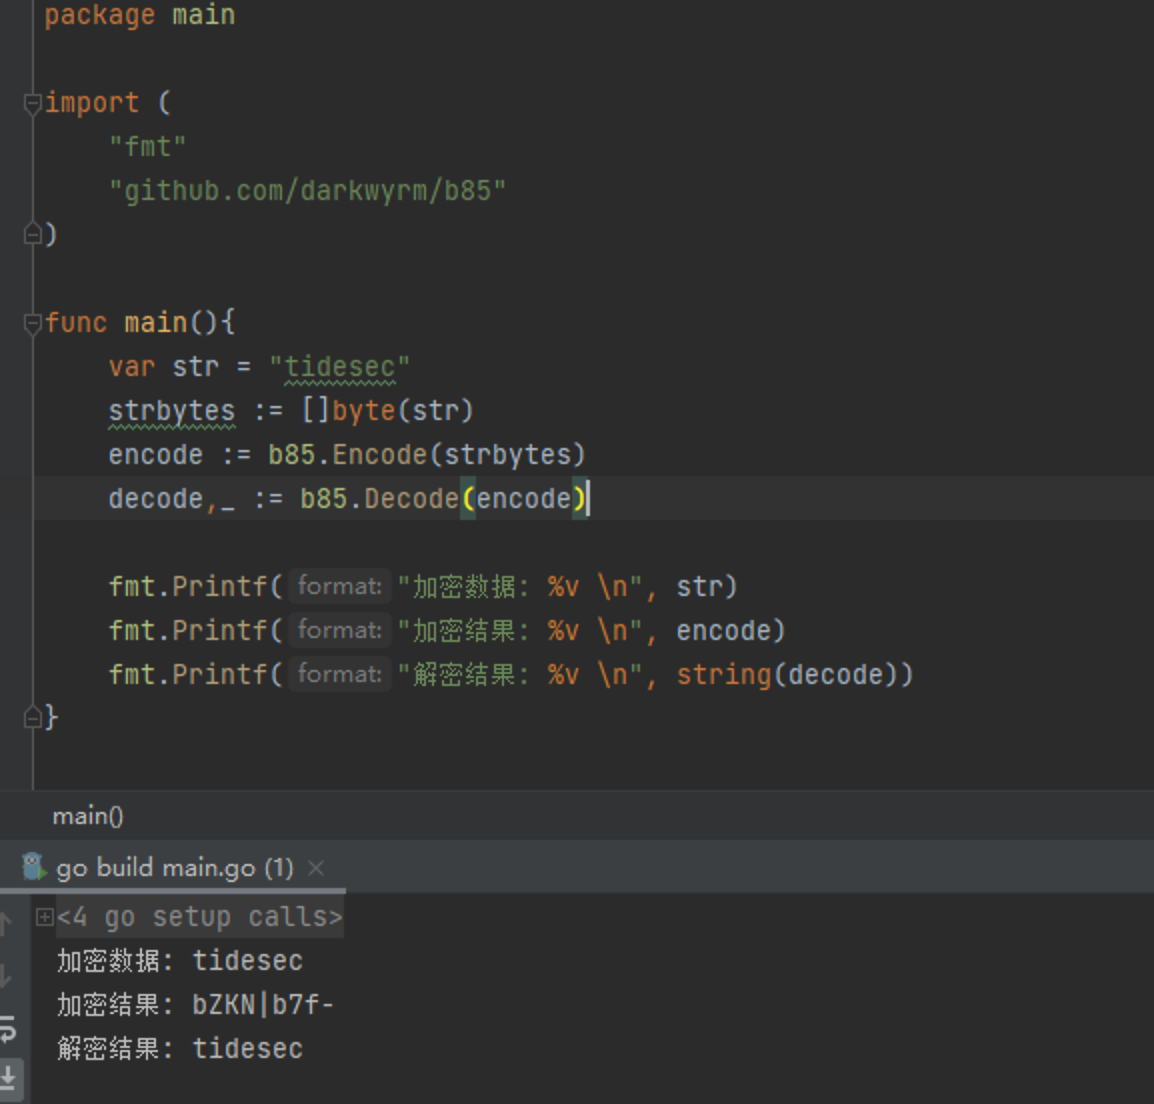 package main
import (
"fmt"
"github.com/darkwyrm/b85"
)
func main(){
var str = "tidesec"
strbytes := []byte(str)
encode := b85.Encode(strbytes)
decode,_ := b85.Decode(encode)
fmt.Printf( format: "加密数据: %v \n", str)
fmt.Printf( format: "加密结果: %v \n", encode)
fmt.Printf( format: "解密结果: %v \n", string(decode))
}
main()
go build main.go (1) ×
<4 go setup calls>
加密数据: tidesec
加密结果: bZKN|b7f-
解密结果: tidesec